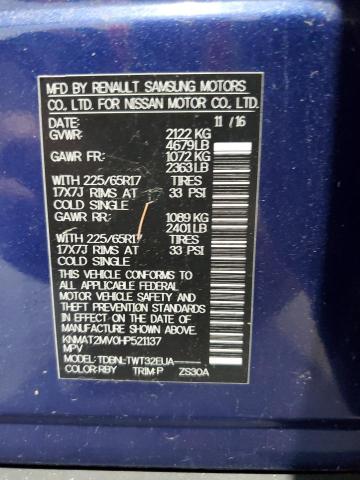 MFD BY RENAULT SAMSUNG MOTORS
CO., LTD. FOR NISSAN MOTOR CO., LTD.
DATE: 11 / 16
GVWR: 2122 KG
4679LB
GAWR FR: 1072 KG
2363LB
WITH 225/65R17 TIRES
17X7J RIMS AT 33 PSI
COLD SINGLE
GAWR RR: 1089 KG
2401LB
WITH 225/65R17 TIRES
17X7J RIMS AT 33 PSI
COLD SINGLE
THIS VEHICLE CONFORMS TO
ALL APPLICABLE FEDERAL
MOTOR VEHICLE SAFETY
AND THEFT PREVENTION STANDARDS
IN EFFECT ON THE DATE OF
MANUFACTURE SHOWN ABOVE.
KNMAT2MV0HP521137
MPV
MODEL: TDBNL-TWT32EUA------
COLOR:RBY TRIM:P ZS30A